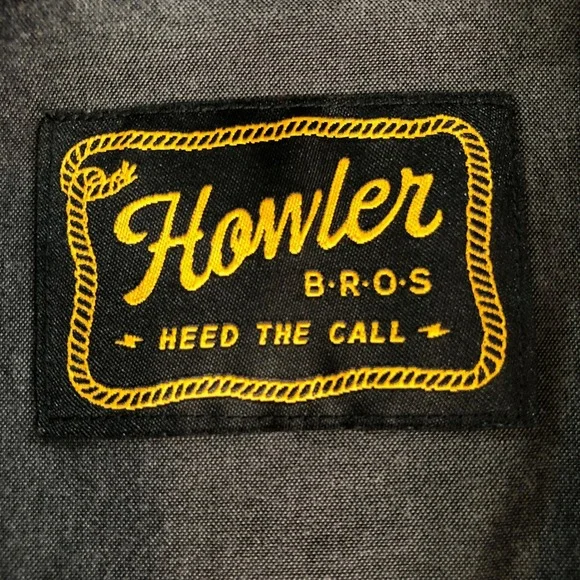 Howler
B·R·O·S
HEED THE CALL